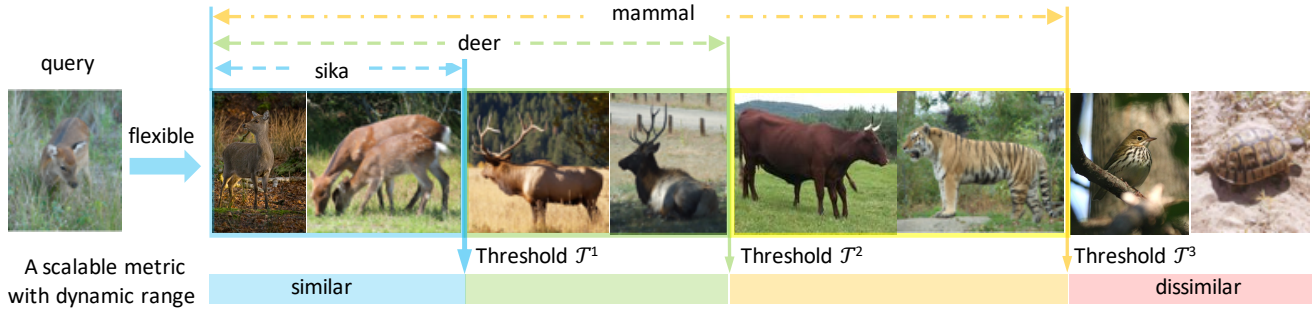 mammal
deer
sika
query
flexible
Threshold 𝒯¹
Threshold 𝒯²
Threshold 𝒯³
A scalable metric
with dynamic range
similar
dissimilar